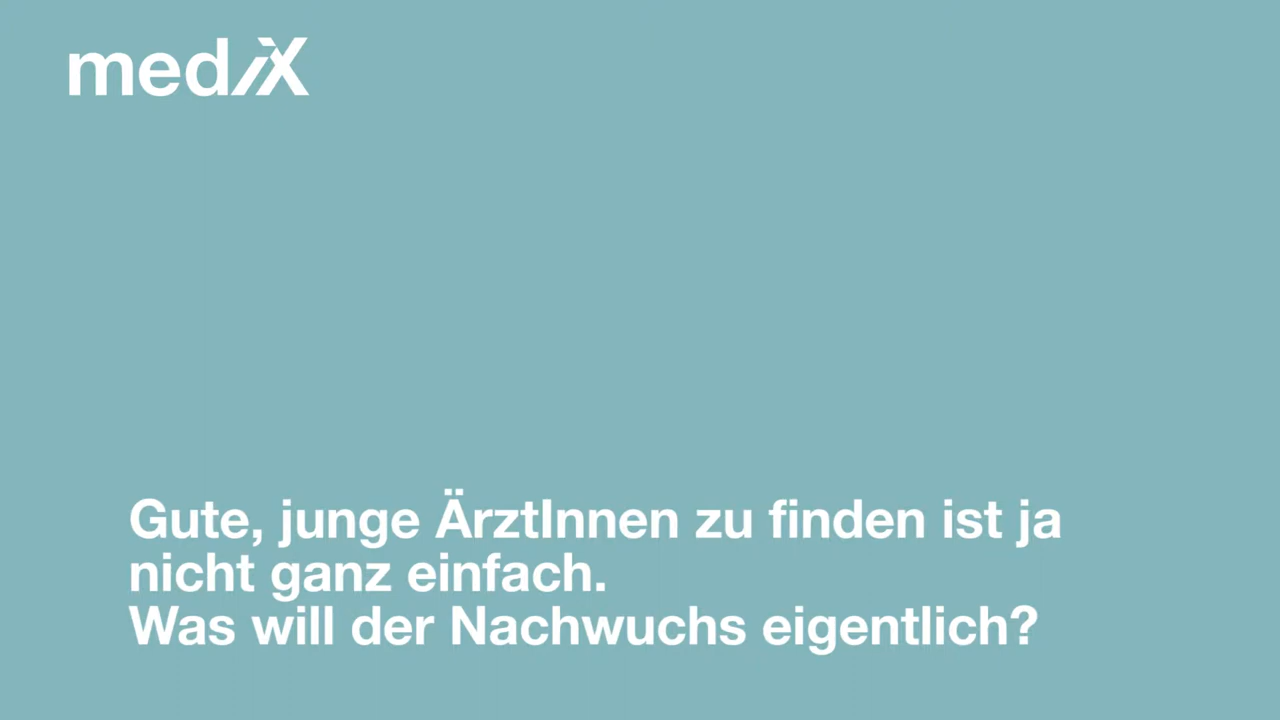 mediX
Gute, junge ÄrztInnen zu finden ist ja
nicht ganz einfach.
Was will der Nachwuchs eigentlich?